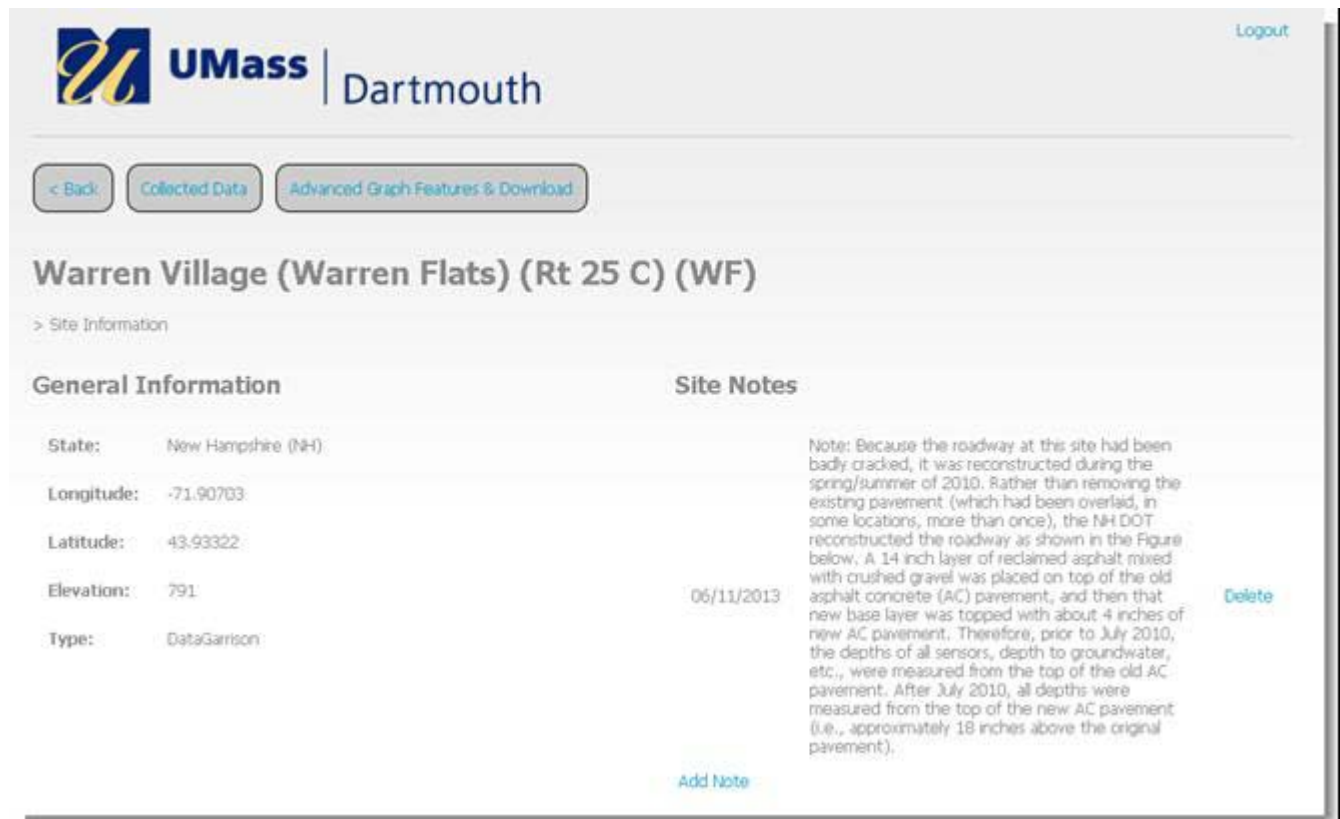 Logout
UMass | Dartmouth
< Back
Collected Data
Advanced Graph Features & Download
Warren Village (Warren Flats) (Rt 25 C) (WF)
> Site Information
General Information
State: New Hampshire (NH)
Longitude: -71.90703
Latitude: 43.93322
Elevation: 791
Type: DataGarrison
Site Notes
06/11/2013
Note: Because the roadway at this site had been
badly cracked, it was reconstructed during the
spring/summer of 2010. Rather than removing the
existing pavement (which had been overlaid, in
some locations, more than once), the NH DOT
reconstructed the roadway as shown in the Figure
below. A 14 inch layer of reclaimed asphalt mixed
with crushed gravel was placed on top of the old
asphalt concrete (AC) pavement, and then that
new base layer was topped with about 4 inches of
new AC pavement. Therefore, prior to July 2010,
the depths of all sensors, depth to groundwater,
etc., were measured from the top of the old AC
pavement. After July 2010, all depths were
measured from the top of the new AC pavement
(i.e., approximately 18 inches above the original
pavement).
Delete
Add Note